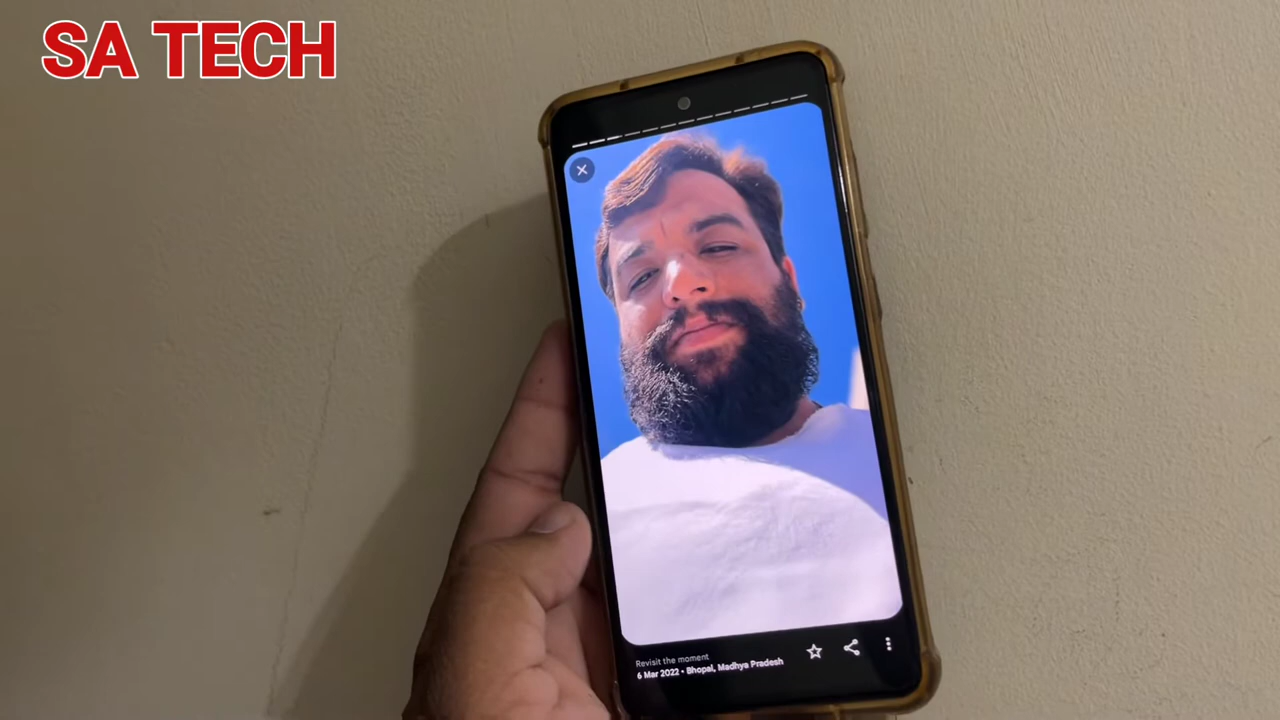 SA TECH
Revisit the moment
6 Mar 2022 • Bhopal, Madhya Pradesh